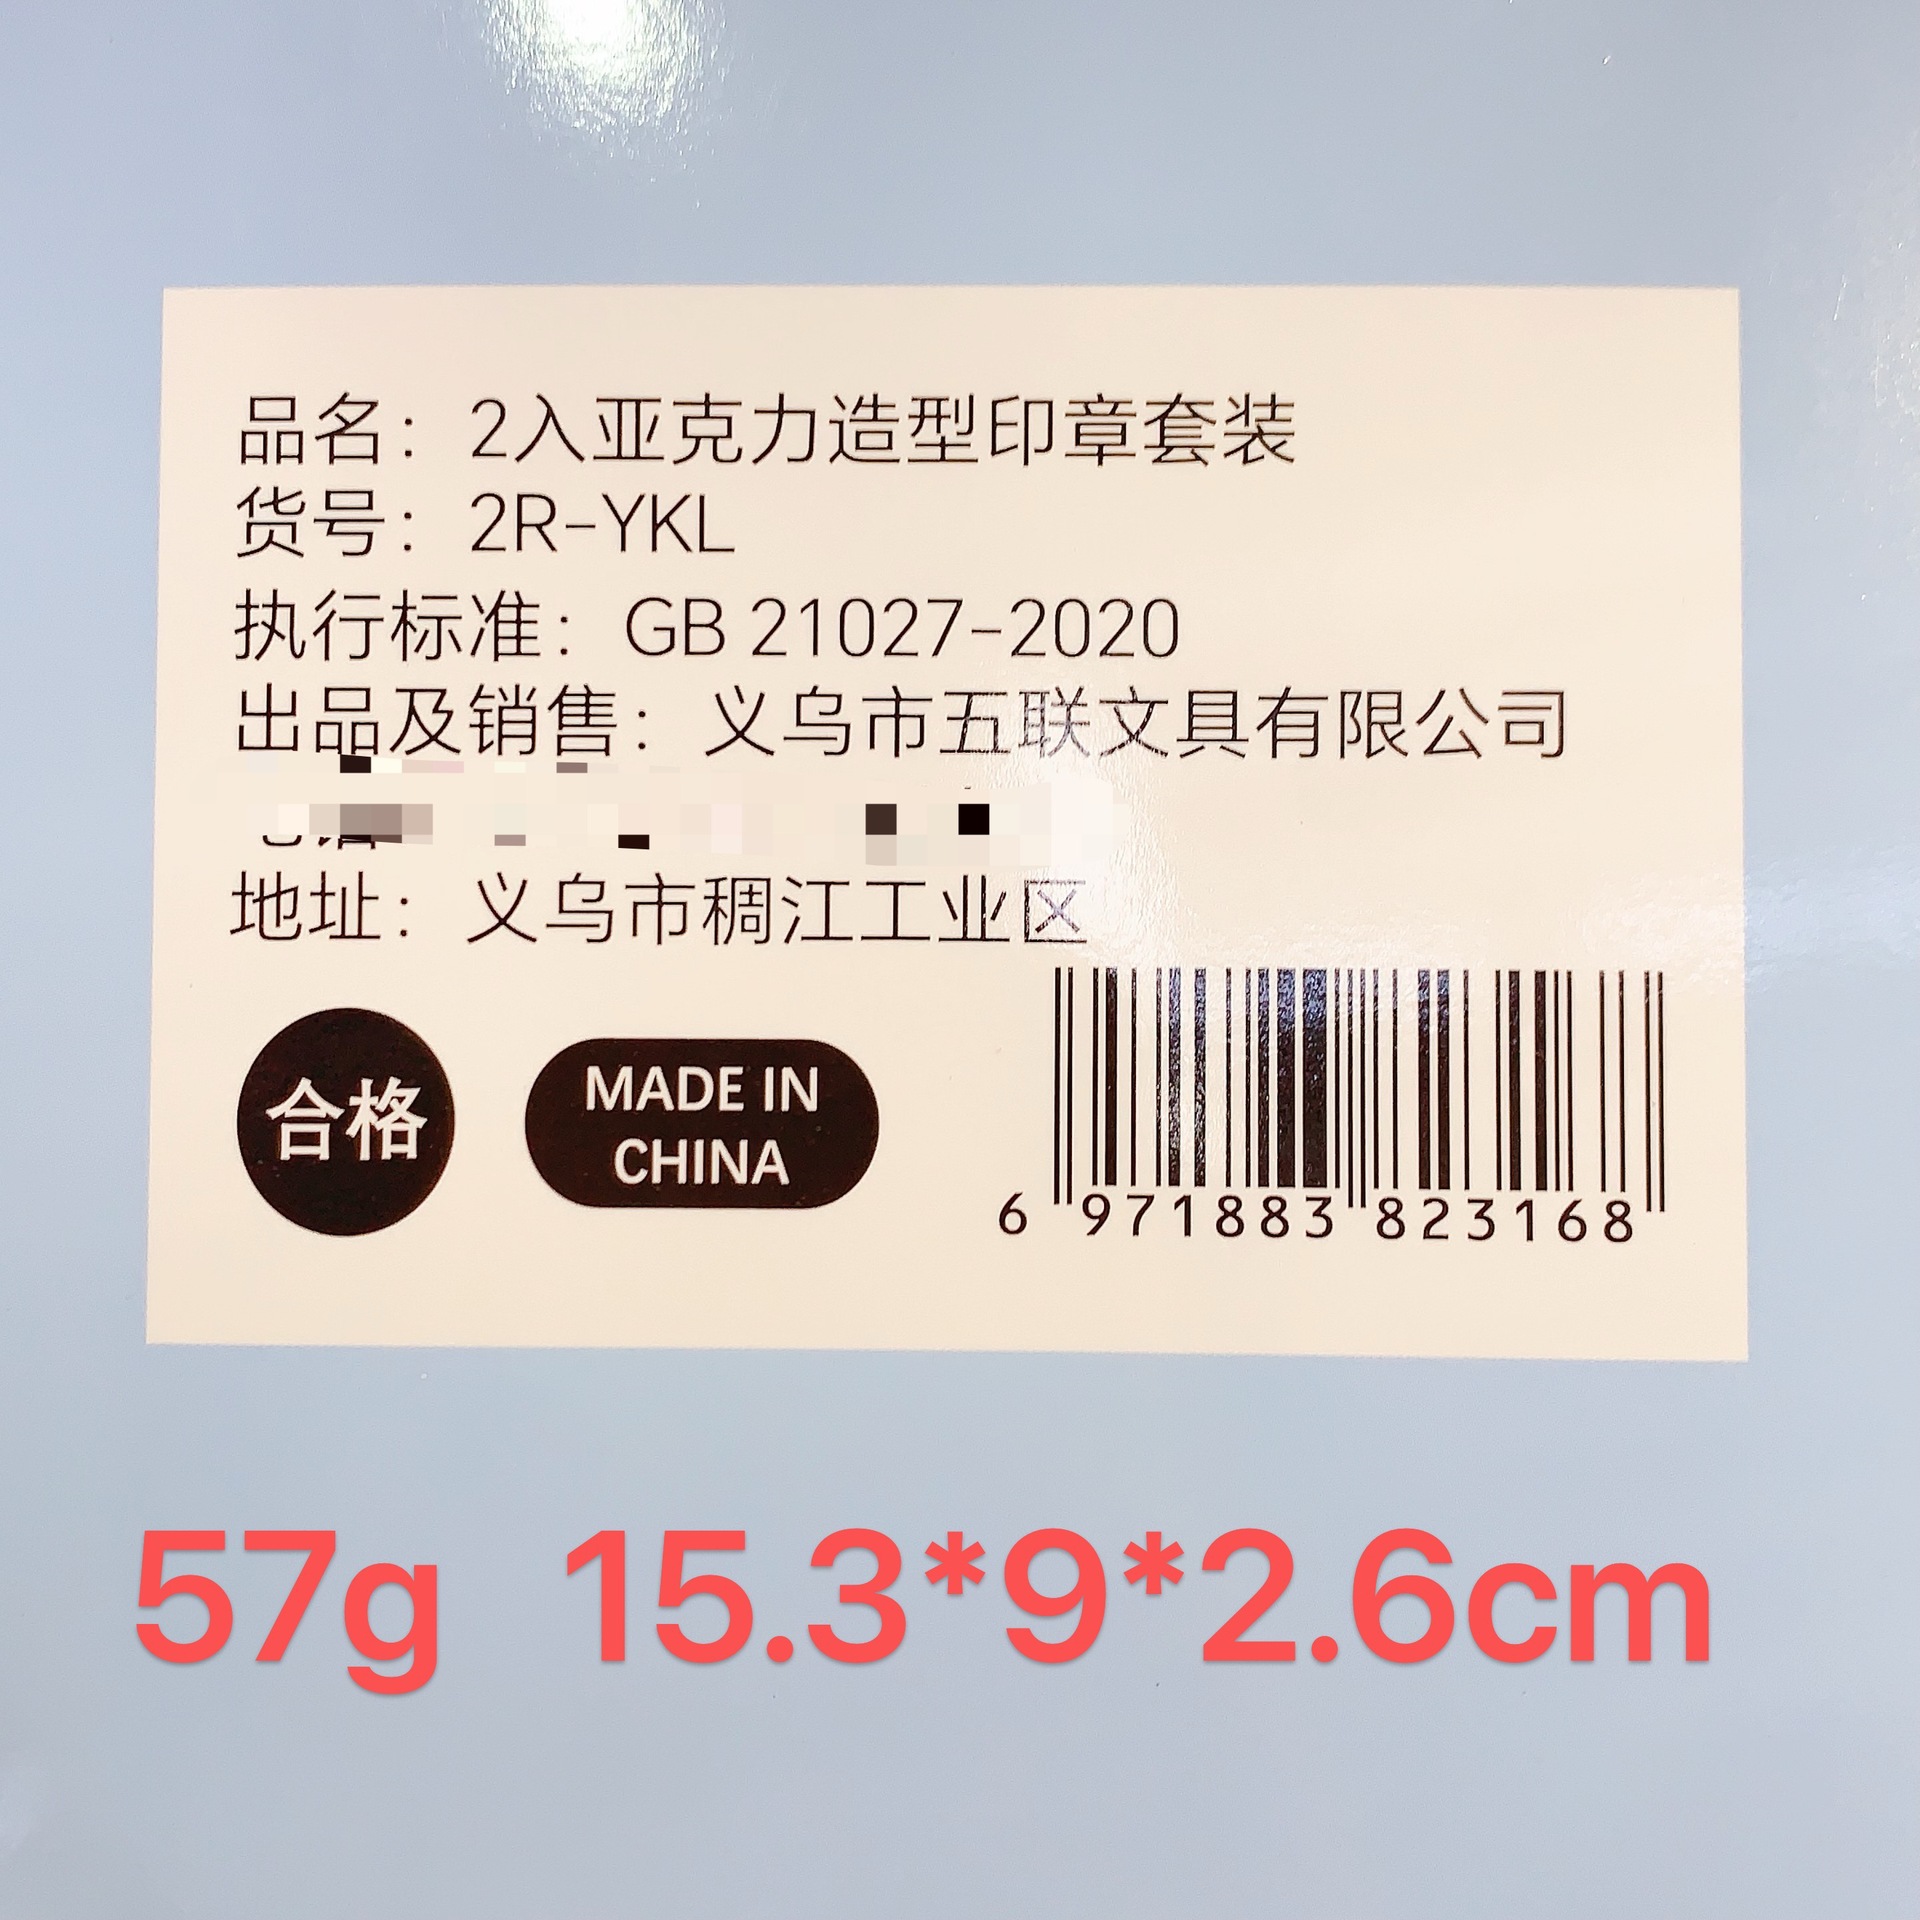 品名：2入亚克力造型印章套装
货号：2R-YKL
执行标准：GB 21027-2020
出品及销售：义乌市五联文具有限公司
地址：义乌市稠江工业区
合格
MADE IN
CHINA
6 971883 823168
57g 15.3*9*2.6cm